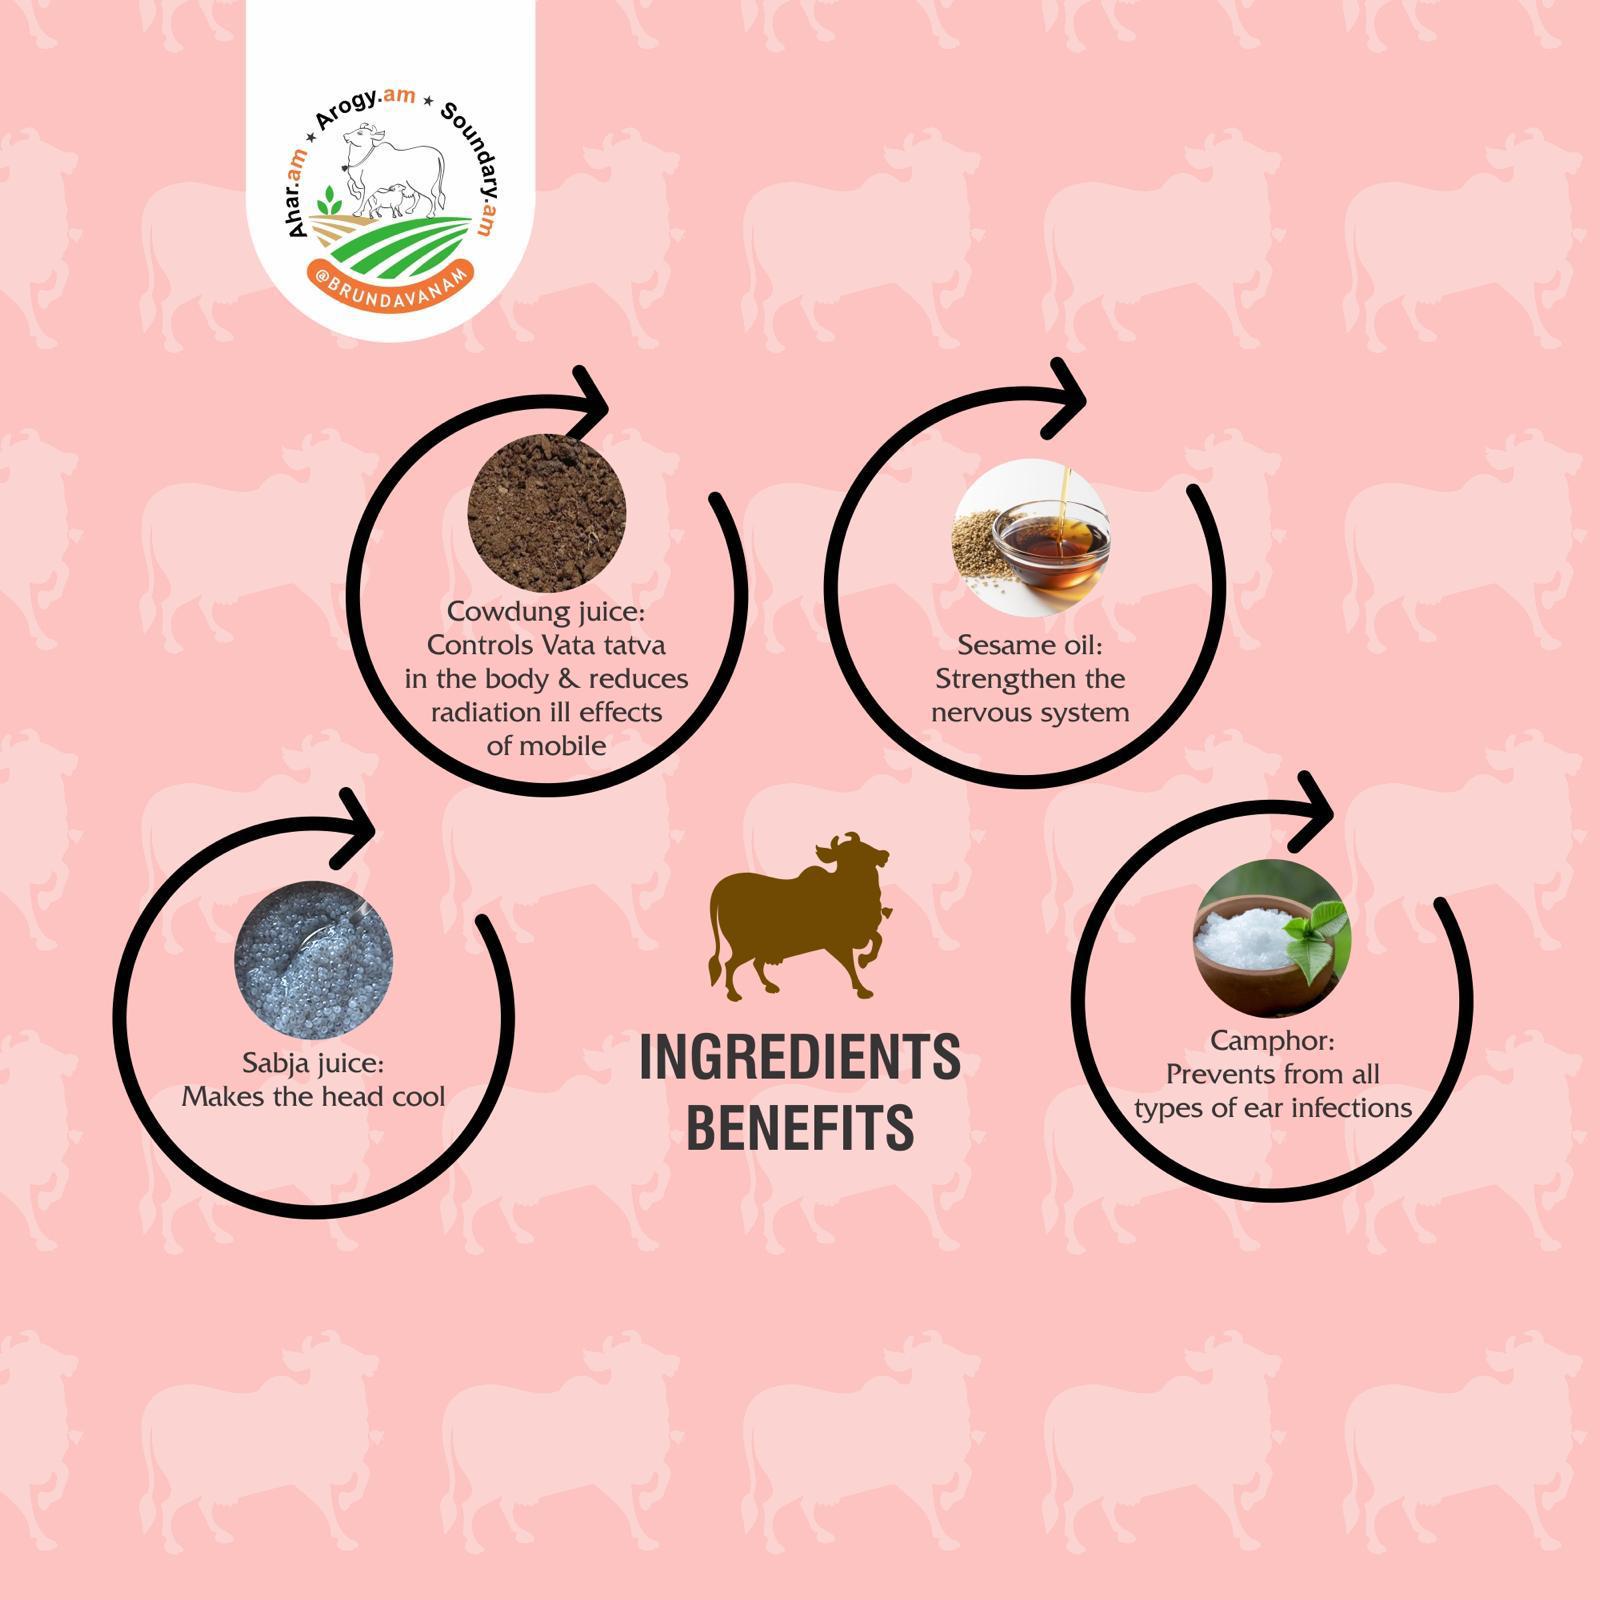 Ahar.am ★ Arogy.am ★ Soundary.am
@BRUNDAVANAM
Cowdung juice:
Controls Vata tatva
in the body & reduces
radiation ill effects
of mobile
Sesame oil:
Strengthen the
nervous system
Sabja juice:
Makes the head cool
INGREDIENTS
BENEFITS
Camphor:
Prevents from all
types of ear infections